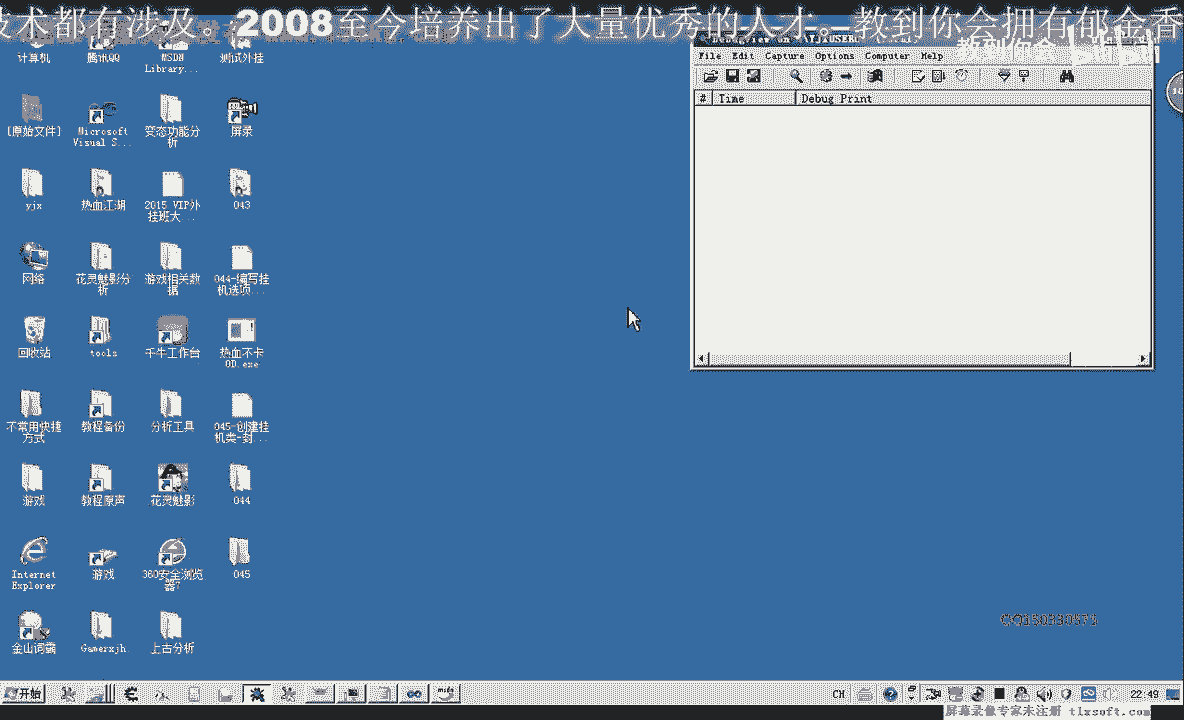 技术都有涉及。2008至今培养出了大量优秀的人才—教到你会拥有郁金香
教到你会
File Edit Capture Options Computer Help
# Time Debug Print
计算机
腾讯QQ
MSDN
Library...
测试外挂
[原始文件]
Microsoft
Visual S...
变态功能分
析
屏录
yjx
热血江湖
2015 VIP外
挂班大...
043
网络
花灵魅影分
析
游戏相关数
据
044-编写挂
机选项...
回收站
tools
千牛工作台
热血不卡
OD.exe
不常用快捷
方式
教程备份
分析工具
045-创建挂
机类-封...
游戏
教程原声
花灵魅影
044
Internet
Explorer
游戏
360安全浏览
器7
045
金山词霸
Gamerxjh
上古分析
开始
CH
22:49
屏幕录像专家未注册 tlxsoft.com